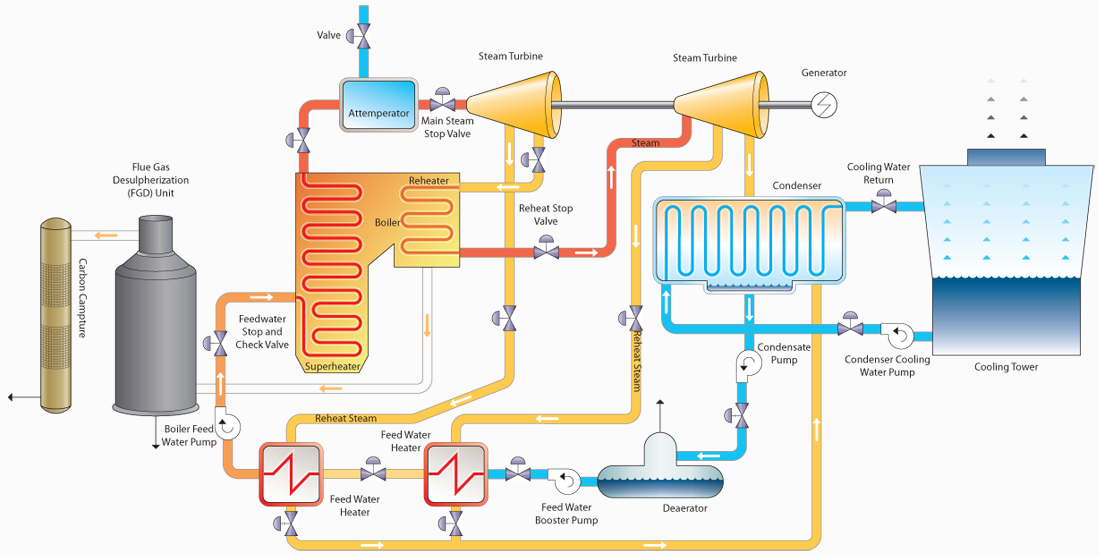 Valve
Steam Turbine
Steam Turbine
Generator
Attemperator
Main Steam
Stop Valve
Steam
Flue Gas
Desulpherization
(FGD) Unit
Reheater
Boiler
Reheat Stop
Valve
Condenser
Cooling Water
Return
Carbon Campture
Feedwater
Stop and
Check Valve
Superheater
Reheat Steam
Condensate
Pump
Condenser Cooling
Water Pump
Cooling Tower
Boiler Feed
Water Pump
Reheat Steam
Feed Water
Heater
Feed Water
Heater
Feed Water
Booster Pump
Deaerator